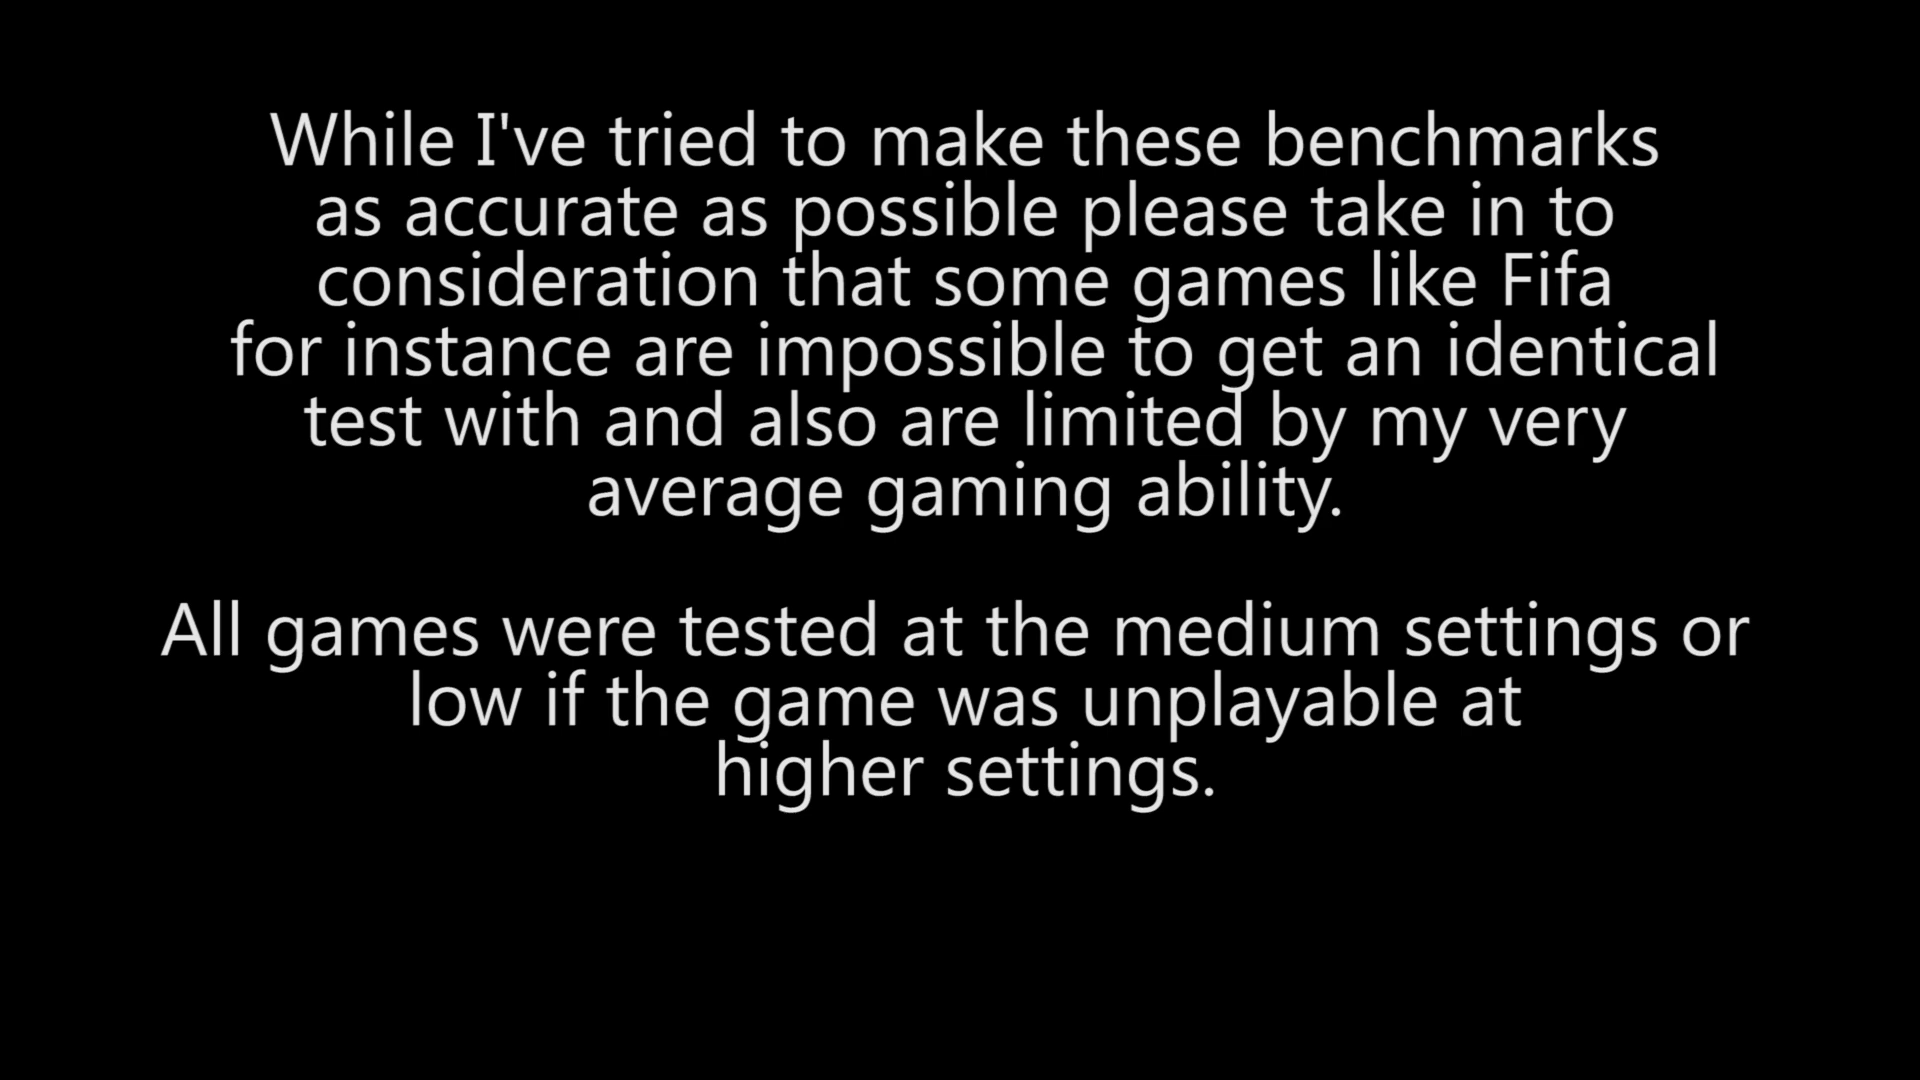 While I've tried to make these benchmarks
as accurate as possible please take in to
consideration that some games like Fifa
for instance are impossible to get an identical
test with and also are limited by my very
average gaming ability.
All games were tested at the medium settings or
low if the game was unplayable at
higher settings.